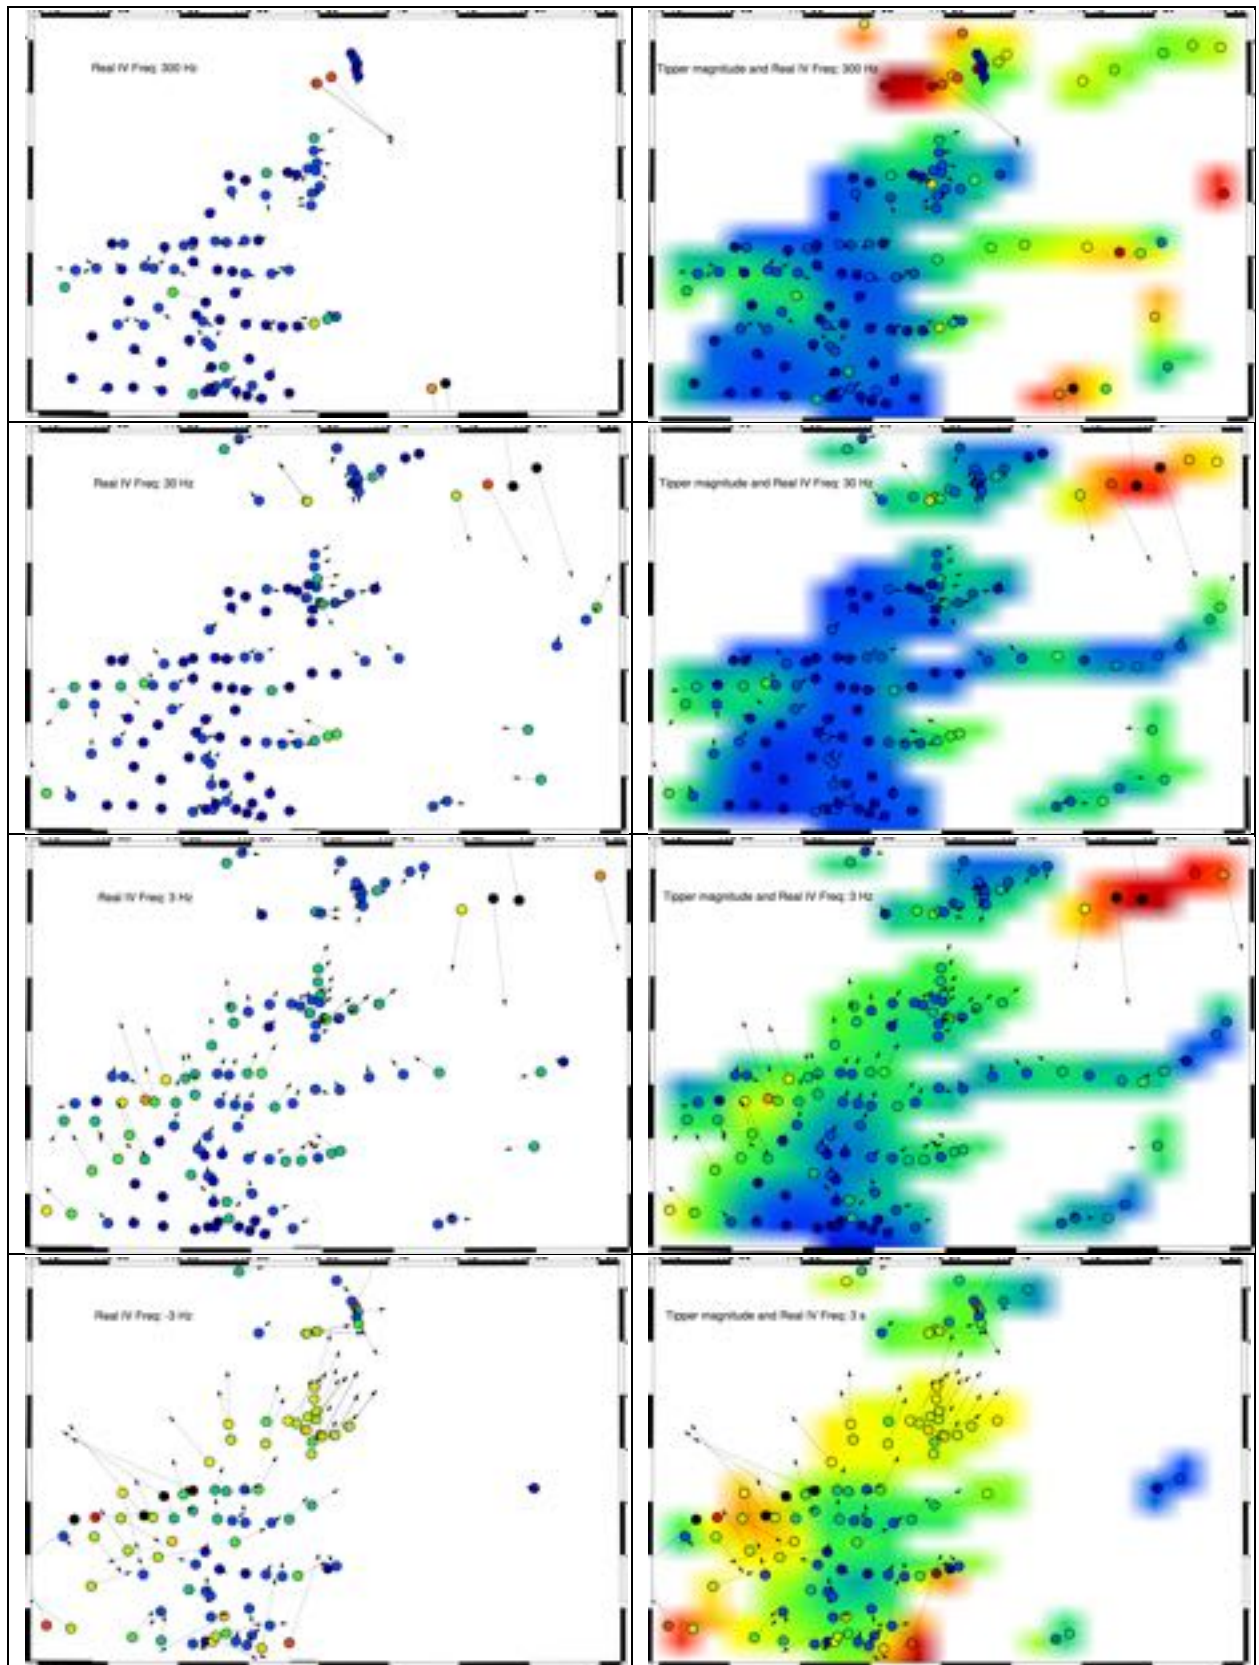 Real IV Freq: 300 Hz
Tipper magnitude and Real IV Freq: 300 Hz
Real IV Freq: 30 Hz
Tipper magnitude and Real IV Freq: 30 Hz
Real IV Freq: 3 Hz
Tipper magnitude and Real IV Freq: 3 Hz
Real IV Freq: -3 Hz
Tipper magnitude and Real IV Freq: 3 s